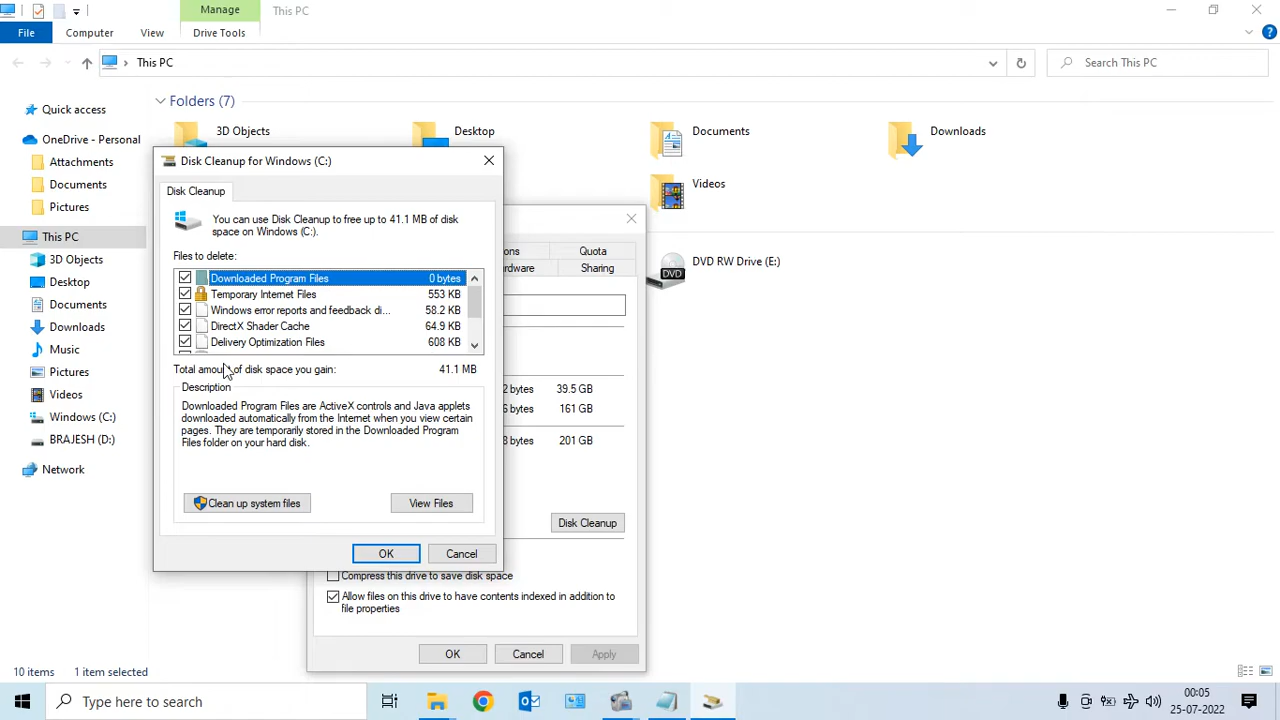 Manage
This PC
File
Computer
View
Drive Tools
This PC
Search This PC
Quick access
OneDrive - Personal
Attachments
Documents
Pictures
This PC
3D Objects
Desktop
Documents
Downloads
Music
Pictures
Videos
Windows (C:)
BRAJESH (D:)
Network
Folders (7)
3D Objects
Desktop
Documents
Downloads
Videos
DVD RW Drive (E:)
DVD
Disk Cleanup for Windows (C:)
Disk Cleanup
You can use Disk Cleanup to free up to 41.1 MB of disk
space on Windows (C:).
Files to delete:
Downloaded Program Files 0 bytes
Temporary Internet Files 553 KB
Windows error reports and feedback di... 58.2 KB
DirectX Shader Cache 64.9 KB
Delivery Optimization Files 608 KB
Total amount of disk space you gain: 41.1 MB
Description
Downloaded Program Files are ActiveX controls and Java applets
downloaded automatically from the Internet when you view certain
pages. They are temporarily stored in the Downloaded Program
Files folder on your hard disk.
Clean up system files
View Files
OK
Cancel
ons
Quota
rdware
Sharing
2 bytes 39.5 GB
6 bytes 161 GB
0 bytes 201 GB
Disk Cleanup
Compress this drive to save disk space
Allow files on this drive to have contents indexed in addition to
file properties
OK
Cancel
Apply
10 items
1 item selected
Type here to search
00:05
25-07-2022